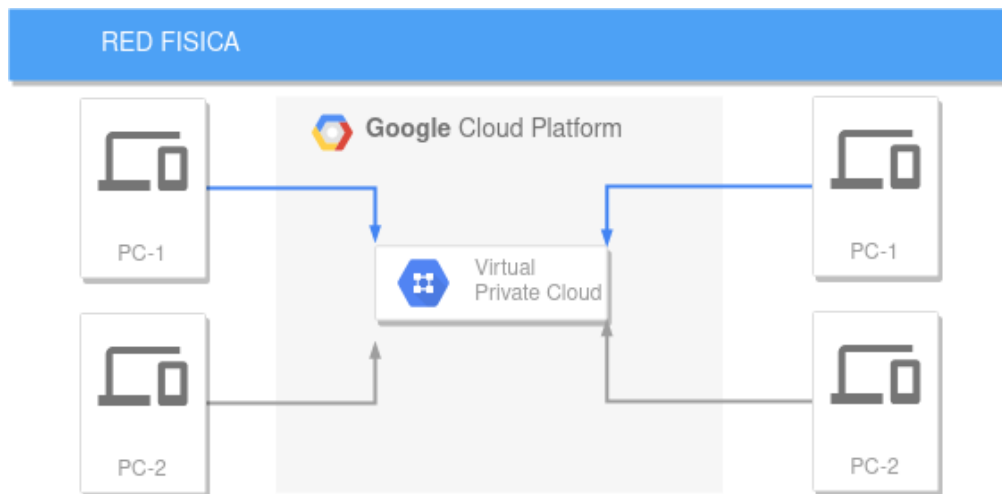 RED FISICA
Google Cloud Platform
PC-1
PC-1
Virtual
Private Cloud
PC-2
PC-2